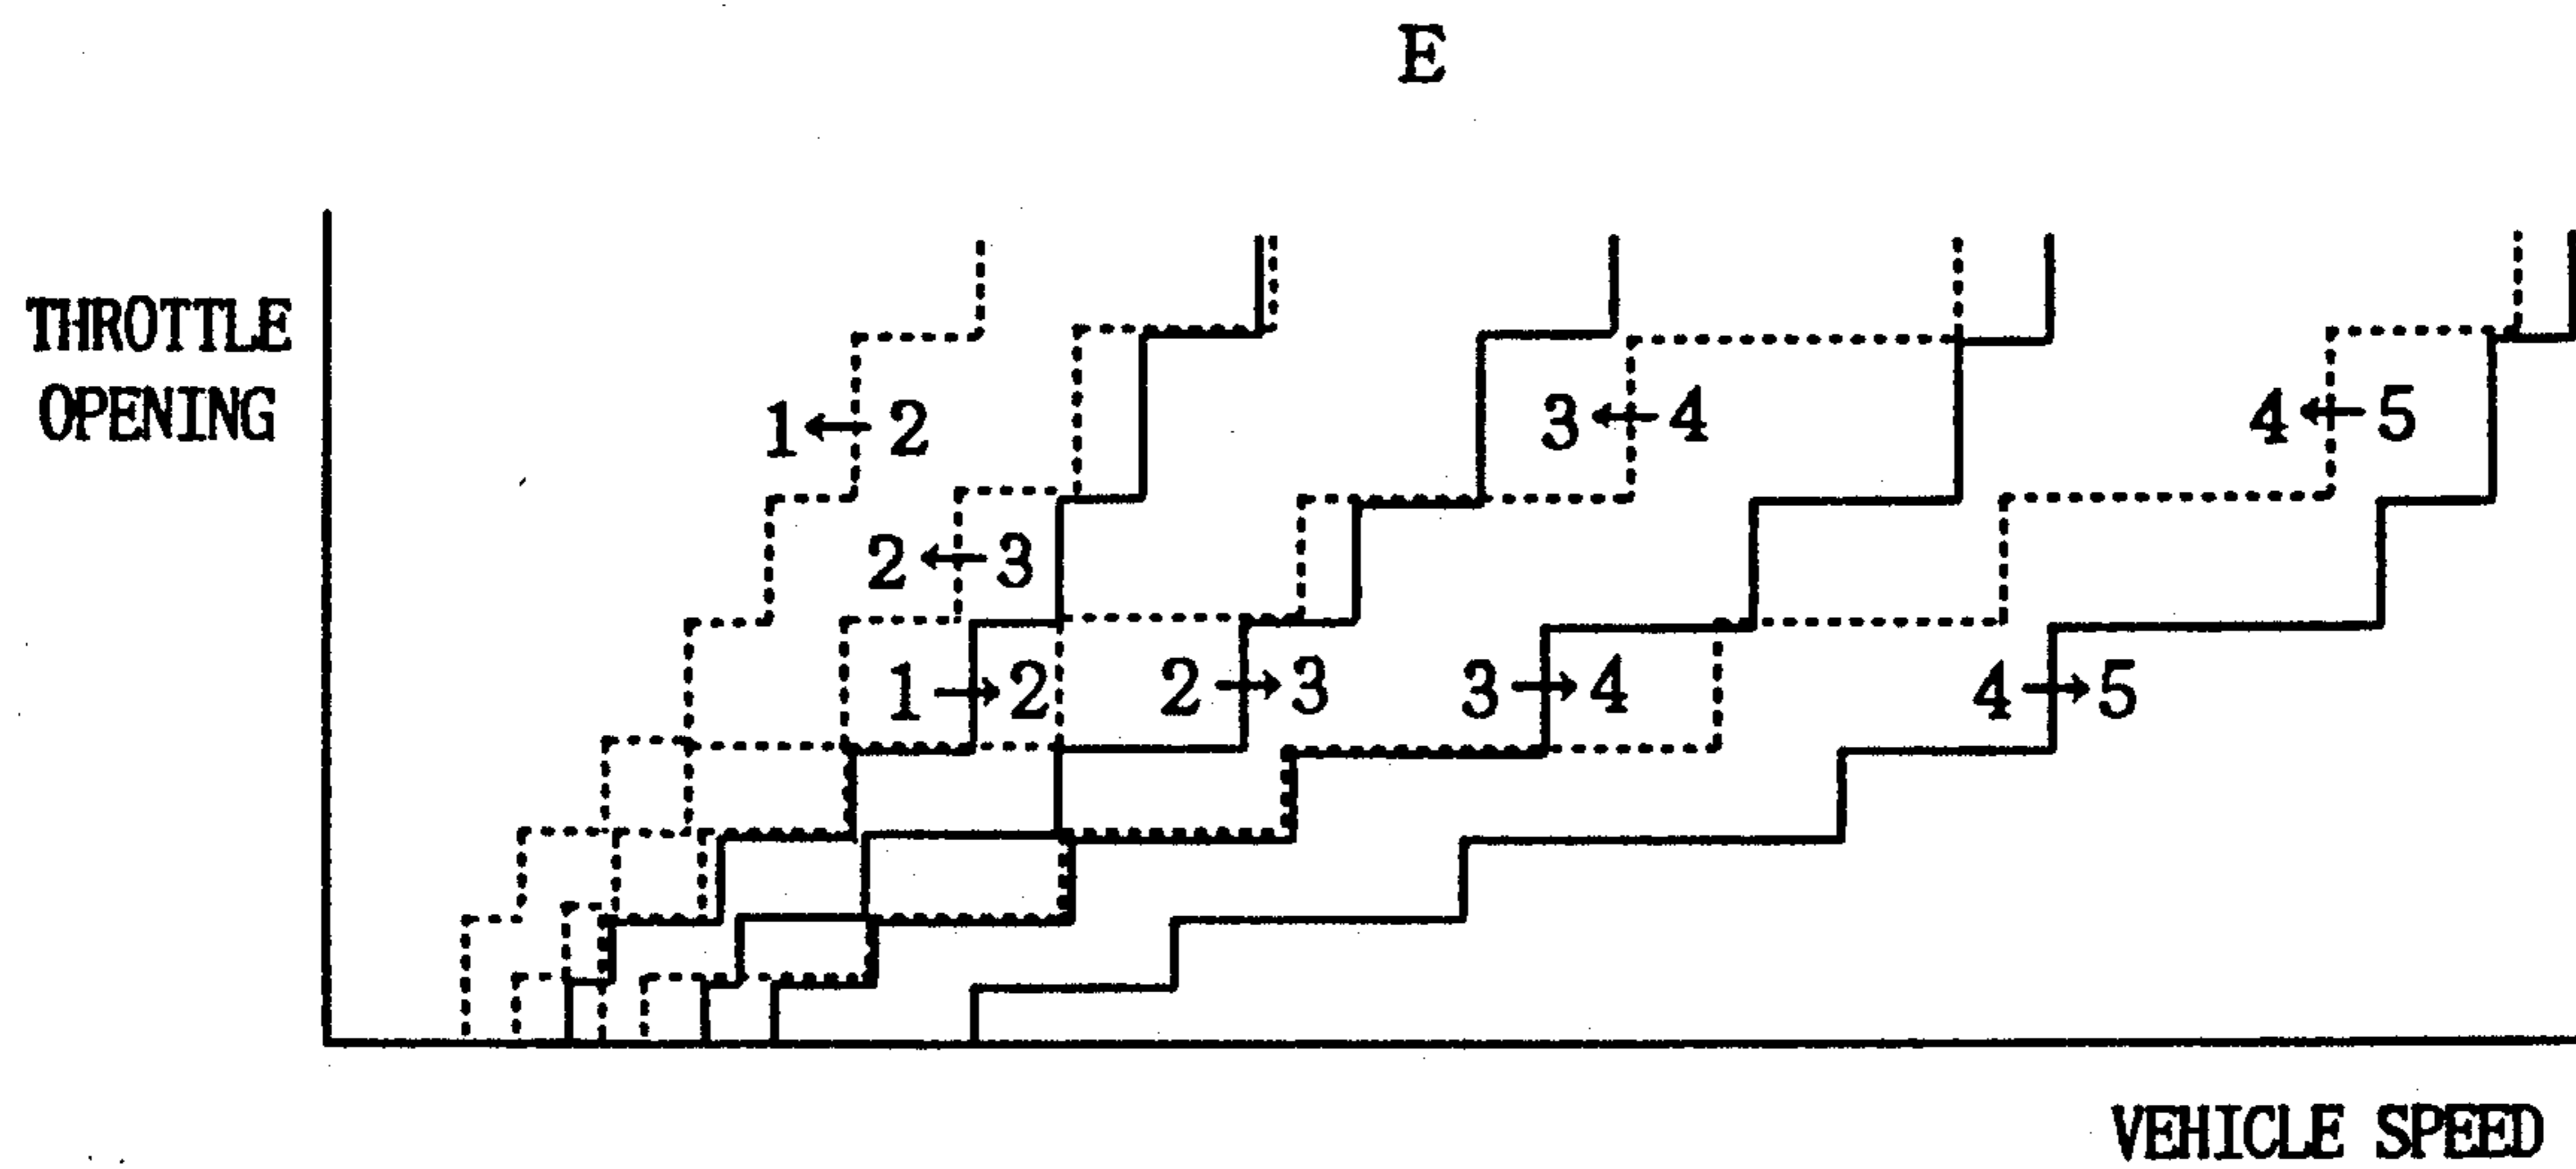 E
THROTTLE
OPENING
1←2
3←4
4←5
2←3
1→2
2→3
3→4
4→5
VEHICLE SPEED